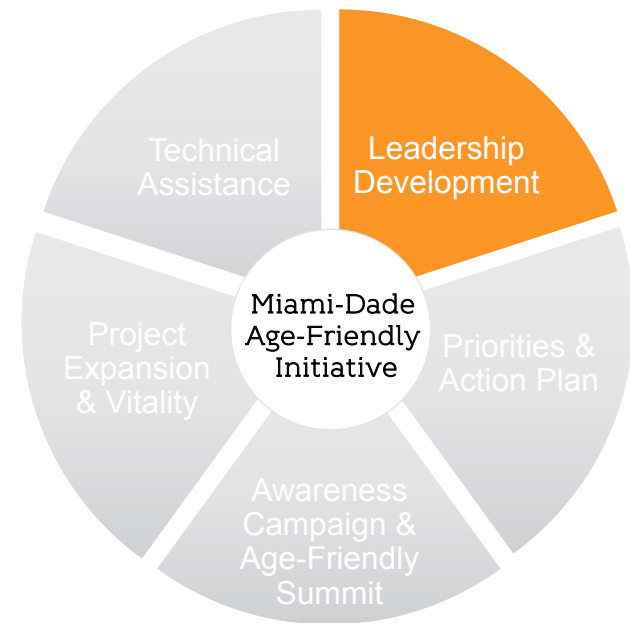 Technical
Assistance
Leadership
Development
Miami-Dade
Age-Friendly
Initiative
Project
Expansion
& Vitality
Priorities &
Action Plan
Awareness
Campaign &
Age-Friendly
Summit